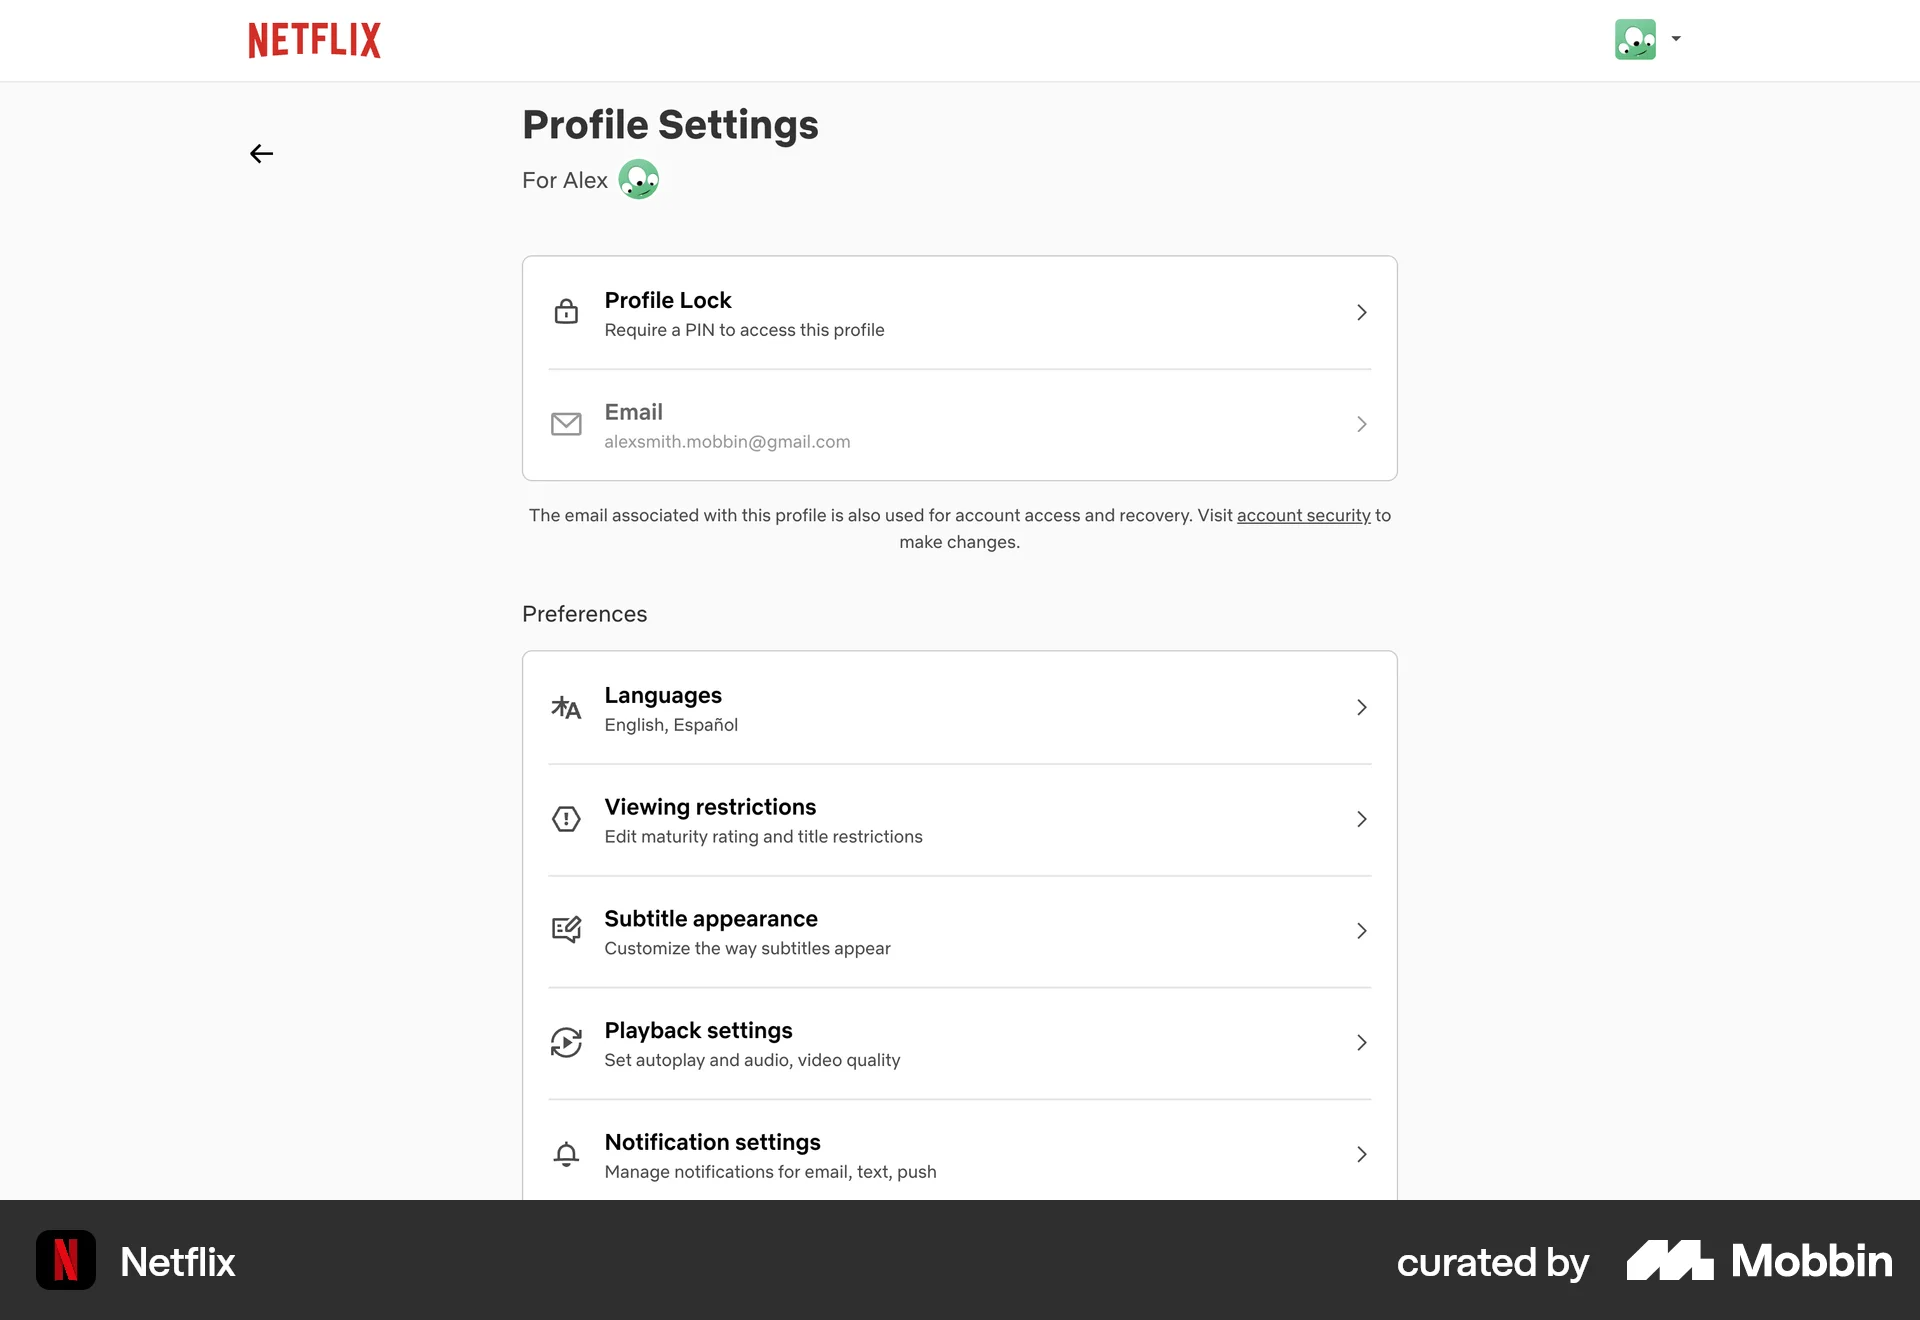 NETFLIX
Profile Settings
For Alex
Profile Lock
Require a PIN to access this profile
Email
alexsmith.mobbin@gmail.com
The email associated with this profile is also used for account access and recovery. Visit account security to
make changes.
Preferences
Languages
English, Español
Viewing restrictions
Edit maturity rating and title restrictions
Subtitle appearance
Customize the way subtitles appear
Playback settings
Set autoplay and audio, video quality
Notification settings
Manage notifications for email, text, push
N Netflix
curated by Mobbin